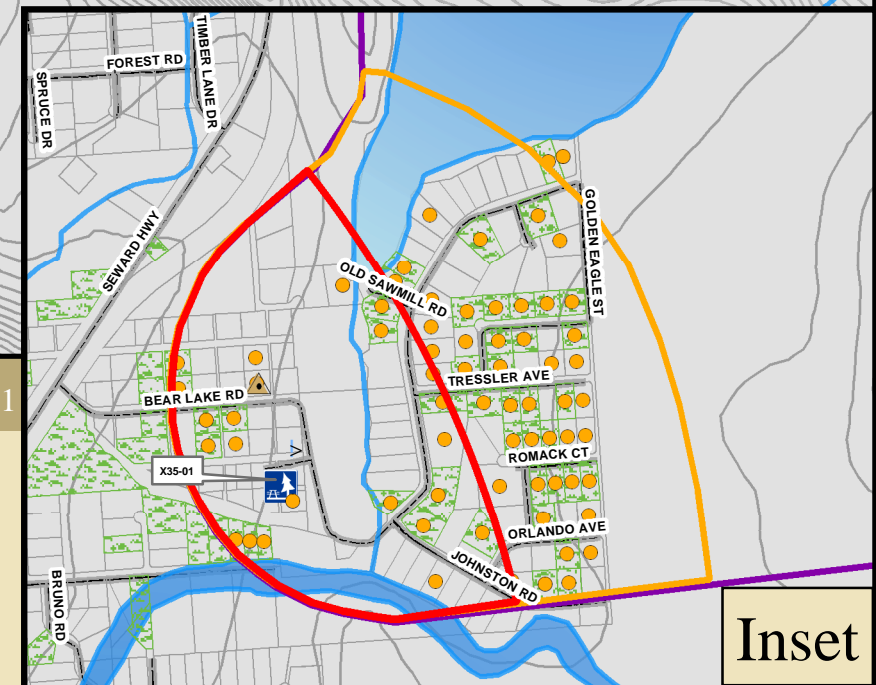 TIMBER LANE DR
FOREST RD
SPRUCE DR
SEWARD HWY
GOLDEN EAGLE ST
OLD SAWMILL RD
TRESSLER AVE
BEAR LAKE RD
1
ROMACK CT
X35-01
ORLANDO AVE
JOHNSTON RD
BRUNO RD
Inset